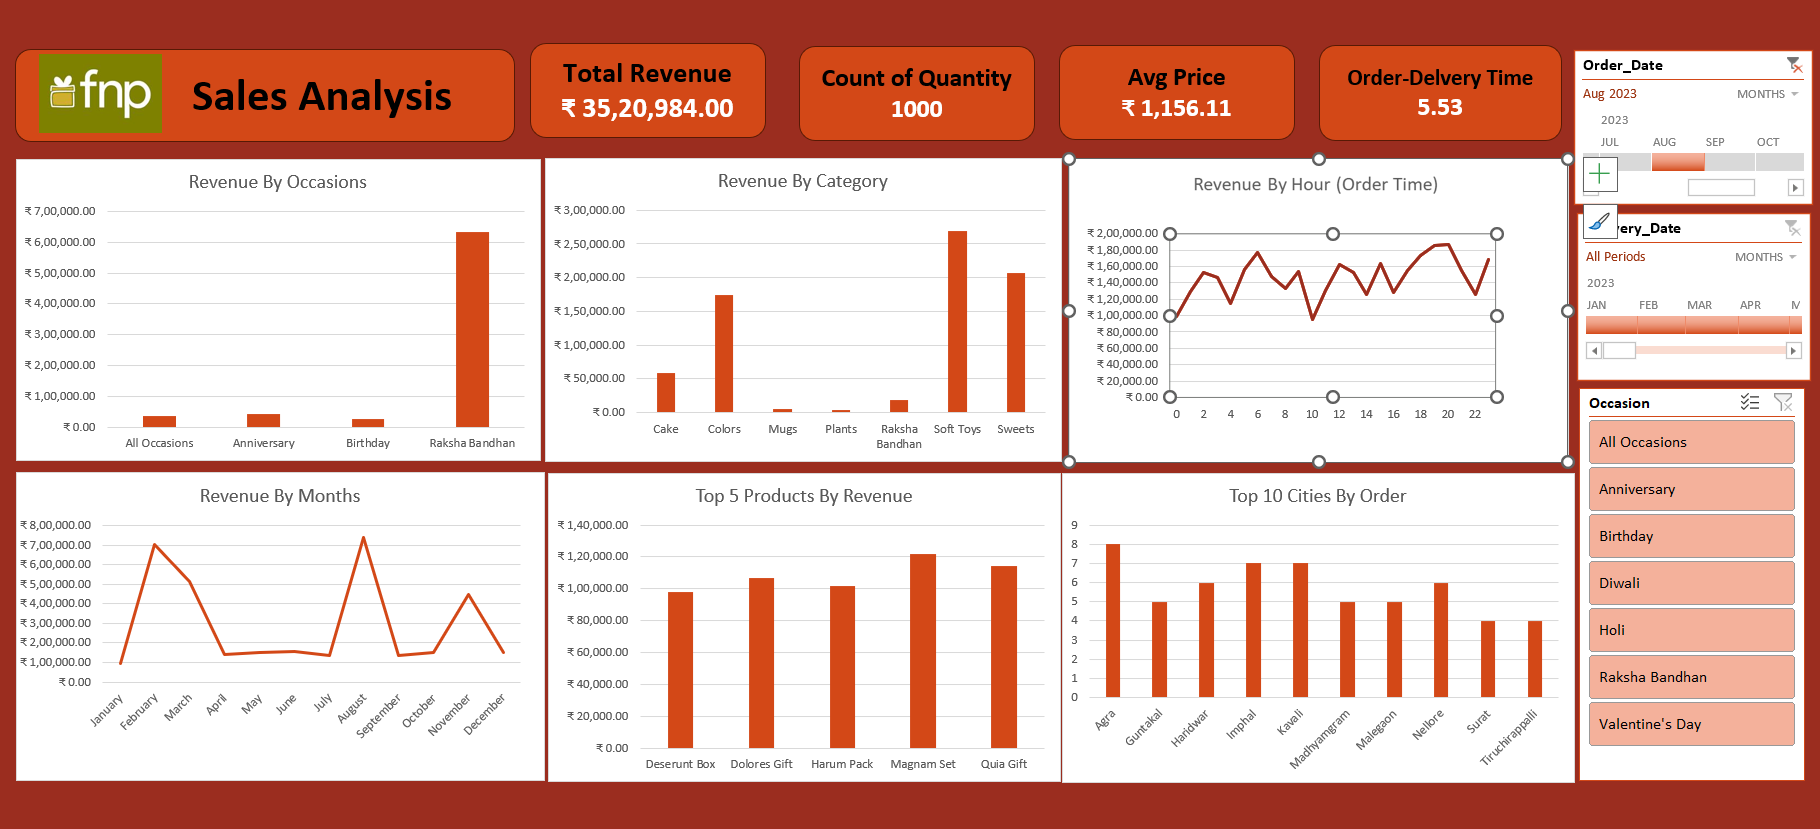 fnp
Sales Analysis
Total Revenue
₹ 35,20,984.00
Count of Quantity
1000
Avg Price
₹ 1,156.11
Order-Delvery Time
5.53
Order_Date
Aug 2023
MONTHS
2023
JUL AUG SEP OCT
very_Date
All Periods
MONTHS
2023
JAN FEB MAR APR M
Occasion
All Occasions
Anniversary
Birthday
Diwali
Holi
Raksha Bandhan
Valentine's Day
Revenue By Occasions
₹ 7,00,000.00
₹ 6,00,000.00
₹ 5,00,000.00
₹ 4,00,000.00
₹ 3,00,000.00
₹ 2,00,000.00
₹ 1,00,000.00
₹ 0.00
All Occasions Anniversary Birthday Raksha Bandhan
Revenue By Category
₹ 3,00,000.00
₹ 2,50,000.00
₹ 2,00,000.00
₹ 1,50,000.00
₹ 1,00,000.00
₹ 50,000.00
₹ 0.00
Cake Colors Mugs Plants Raksha Bandhan Soft Toys Sweets
Revenue By Hour (Order Time)
₹ 2,00,000.00
₹ 1,80,000.00
₹ 1,60,000.00
₹ 1,40,000.00
₹ 1,20,000.00
₹ 1,00,000.00
₹ 80,000.00
₹ 60,000.00
₹ 40,000.00
₹ 20,000.00
₹ 0.00
0 2 4 6 8 10 12 14 16 18 20 22
Revenue By Months
₹ 8,00,000.00
₹ 7,00,000.00
₹ 6,00,000.00
₹ 5,00,000.00
₹ 4,00,000.00
₹ 3,00,000.00
₹ 2,00,000.00
₹ 1,00,000.00
₹ 0.00
January February March April May June July August September October November December
Top 5 Products By Revenue
₹ 1,40,000.00
₹ 1,20,000.00
₹ 1,00,000.00
₹ 80,000.00
₹ 60,000.00
₹ 40,000.00
₹ 20,000.00
₹ 0.00
Deserunt Box Dolores Gift Harum Pack Magnam Set Quia Gift
Top 10 Cities By Order
9
8
7
6
5
4
3
2
1
0
Agra Guntakal Haridwar Imphal Kavali Madhyamgram Malegaon Nellore Surat Tiruchirappalli